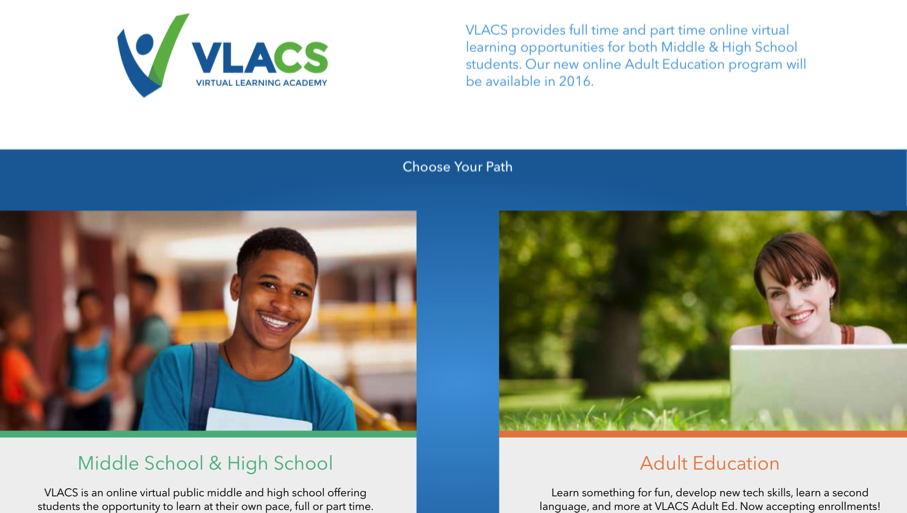 VLACS
VIRTUAL LEARNING ACADEMY
VLACS provides full time and part time online virtual
learning opportunities for both Middle & High School
students. Our new online Adult Education program will
be available in 2016.
Choose Your Path
Middle School & High School
VLACS is an online virtual public middle and high school offering
students the opportunity to learn at their own pace, full or part time.
Adult Education
Learn something for fun, develop new tech skills, learn a second
language, and more at VLACS Adult Ed. Now accepting enrollments!